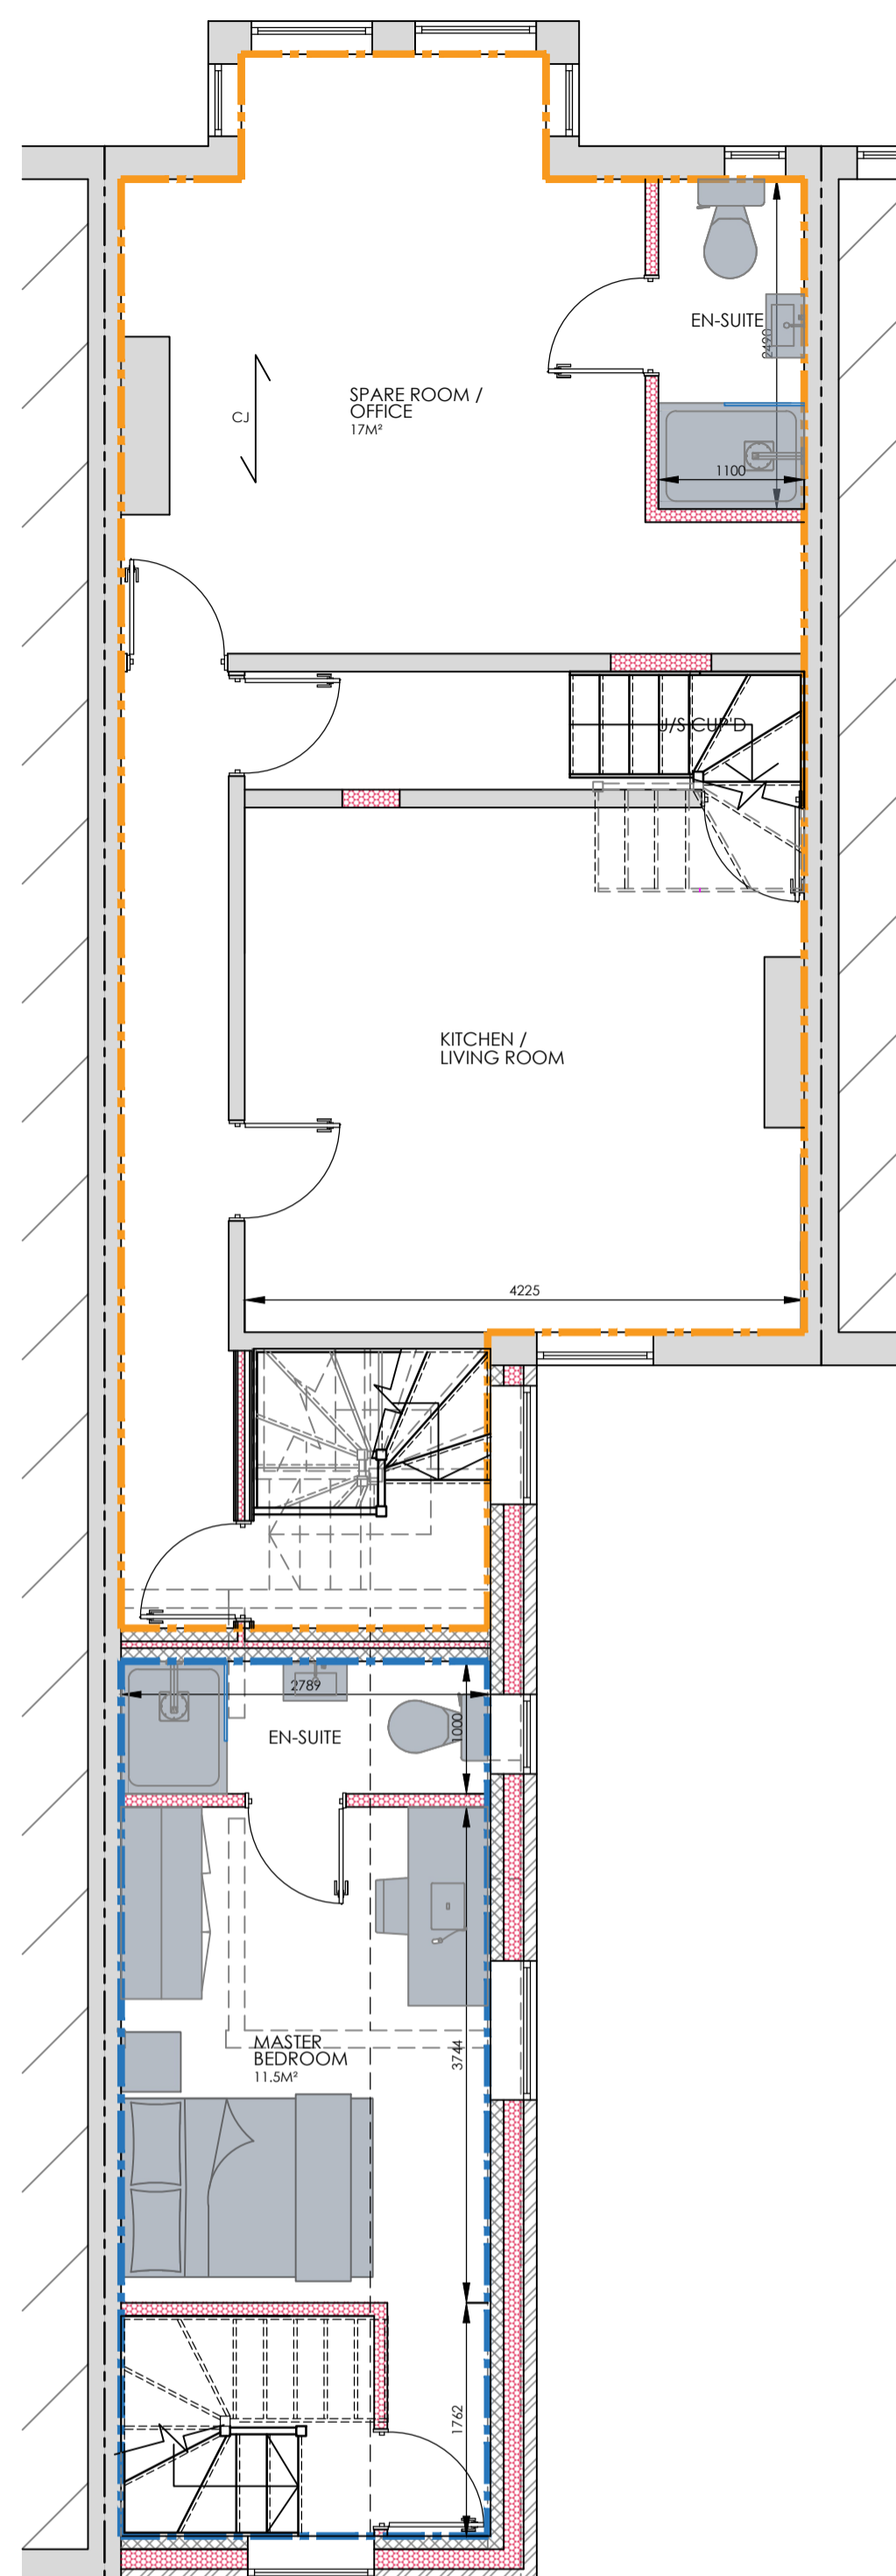 EN-SUITE
2490
SPARE ROOM /
OFFICE
17M²
CJ
1100
U/S CUP'D
KITCHEN /
LIVING ROOM
4225
2789
EN-SUITE
1000
MASTER
BEDROOM
11.5M²
3744
1762